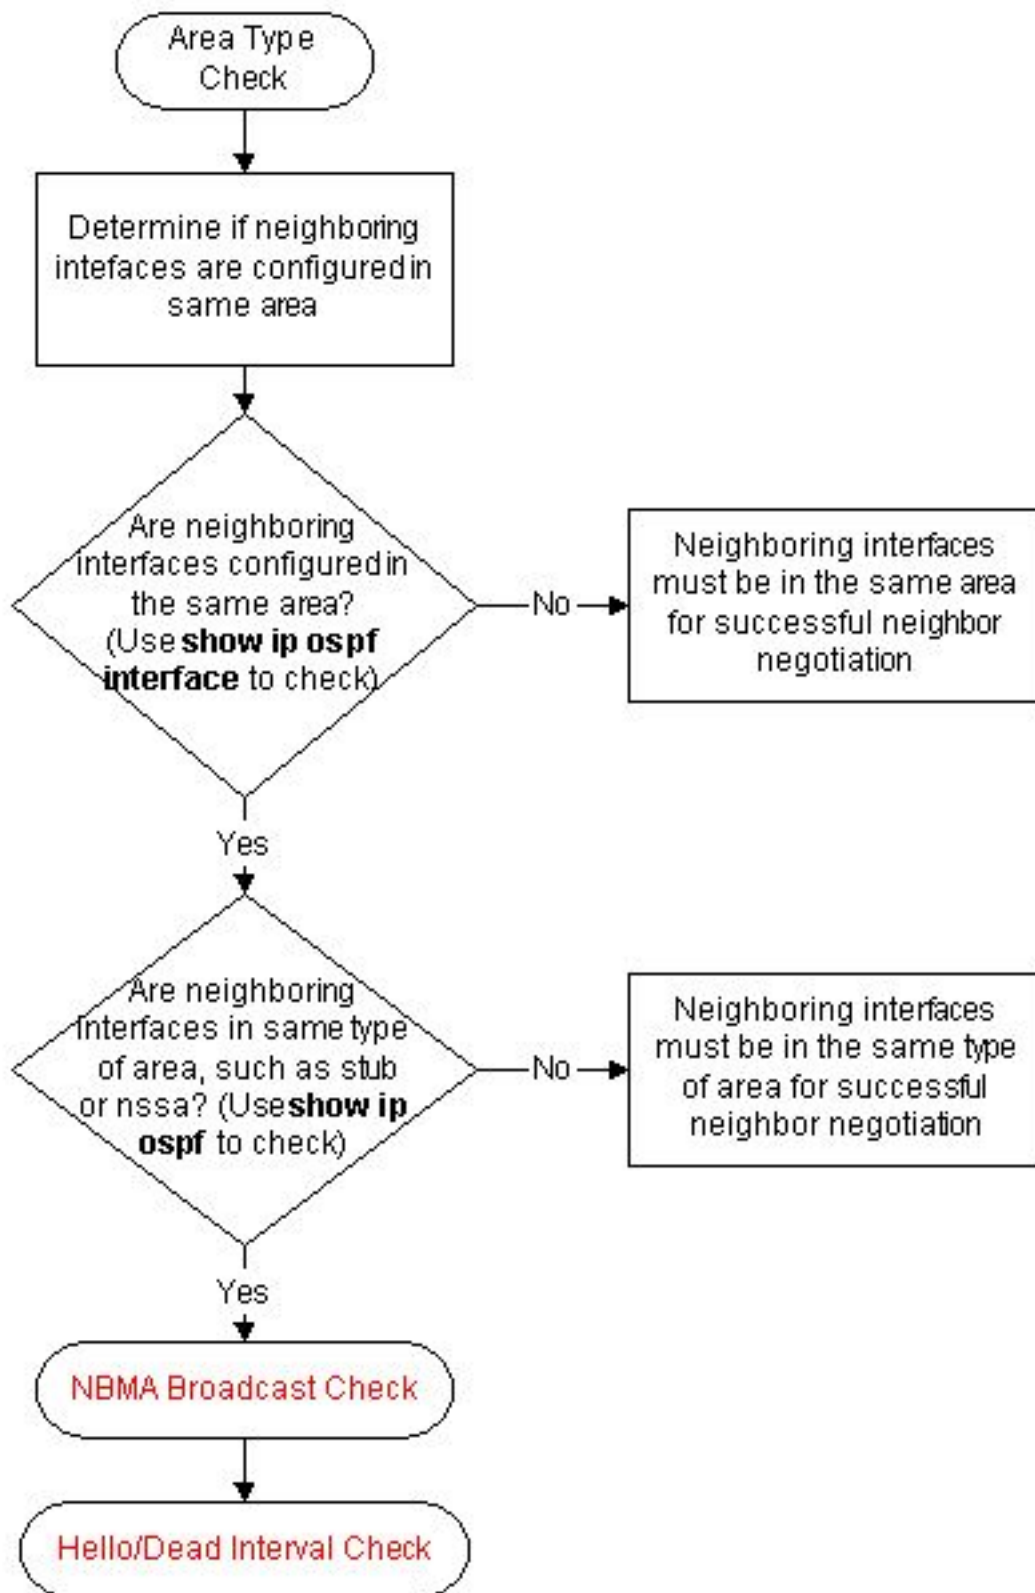 Area Type
Check
Determine if neighboring
intefaces are configured in
same area
Are neighboring
interfaces configured in
the same area?
(Use show ip ospf
interface to check)
No
Neighboring interfaces
must be in the same area
for successful neighbor
negotiation
Yes
Are neighboring
Interfaces in same type
of area, such as stub
or nssa? (Use show ip
ospf to check)
No
Neighboring interfaces
must be in the same type
of area for successful
neighbor negotiation
Yes
NBMA Broadcast Check
Hello/Dead Interval Check